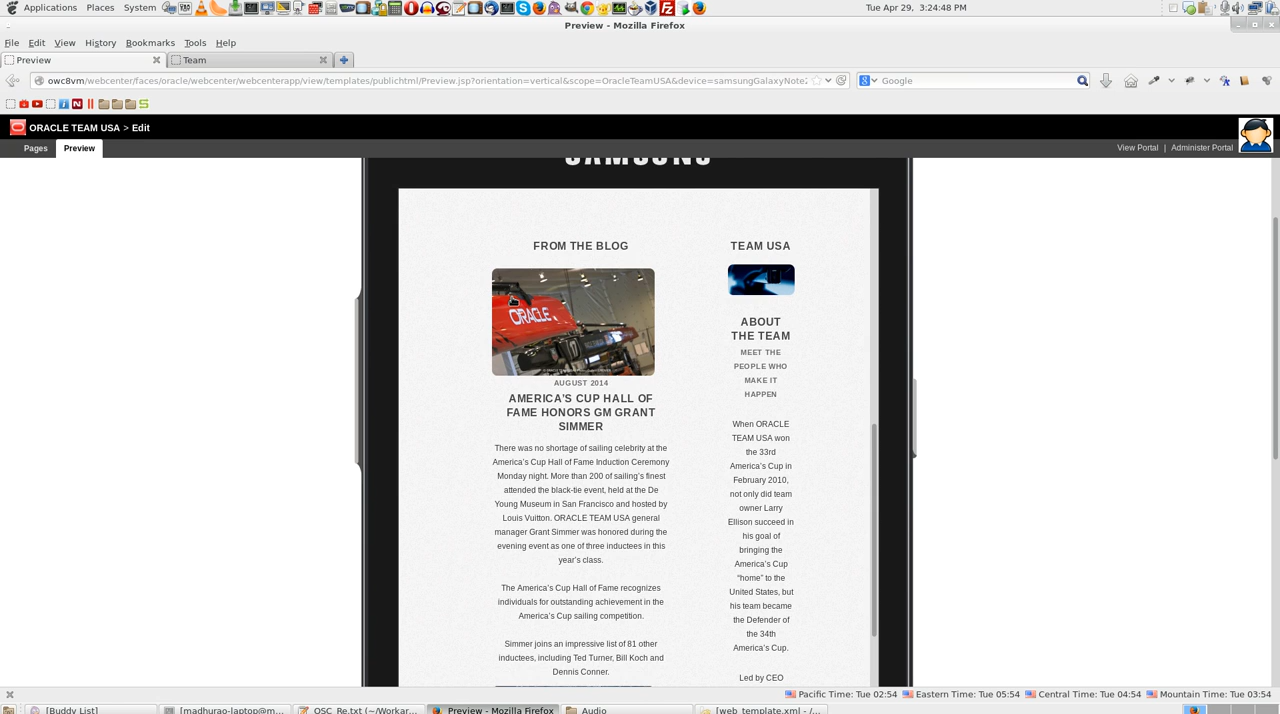 Applications Places System
Tue Apr 29, 3:24:48 PM
Preview - Mozilla Firefox
File Edit View History Bookmarks Tools Help
Preview
Team
owc8vm/webcenter/faces/oracle/webcenter/webcenterapp/view/templates/publichtml/Preview.jsp?orientation=vertical&scope=OracleTeamUSA&device=samsungGalaxyNote2
Google
ORACLE TEAM USA > Edit
Pages
Preview
View Portal | Administer Portal
SAMSUNG
FROM THE BLOG
ORACLE
AUGUST 2014
AMERICA'S CUP HALL OF
FAME HONORS GM GRANT
SIMMER
There was no shortage of sailing celebrity at the
America's Cup Hall of Fame Induction Ceremony
Monday night. More than 200 of sailing's finest
attended the black-tie event, held at the De
Young Museum in San Francisco and hosted by
Louis Vuitton. ORACLE TEAM USA general
manager Grant Simmer was honored during the
evening event as one of three inductees in this
year's class.
The America's Cup Hall of Fame recognizes
individuals for outstanding achievement in the
America's Cup sailing competition.
Simmer joins an impressive list of 81 other
inductees, including Ted Turner, Bill Koch and
Dennis Conner.
TEAM USA
ABOUT
THE TEAM
MEET THE
PEOPLE WHO
MAKE IT
HAPPEN
When ORACLE
TEAM USA won
the 33rd
America's Cup in
February 2010,
not only did team
owner Larry
Ellison succeed in
his goal of
bringing the
America's Cup
“home” to the
United States, but
his team became
the Defender of
the 34th
America's Cup.
Led by CEO
Pacific Time: Tue 02:54 Eastern Time: Tue 05:54 Central Time: Tue 04:54 Mountain Time: Tue 03:54
[Buddy List]
[madhurao-laptop@m...
OSC_Re.txt (~/Workar...
Preview - Mozilla Firefox
Audio
[web_template.xml - /...